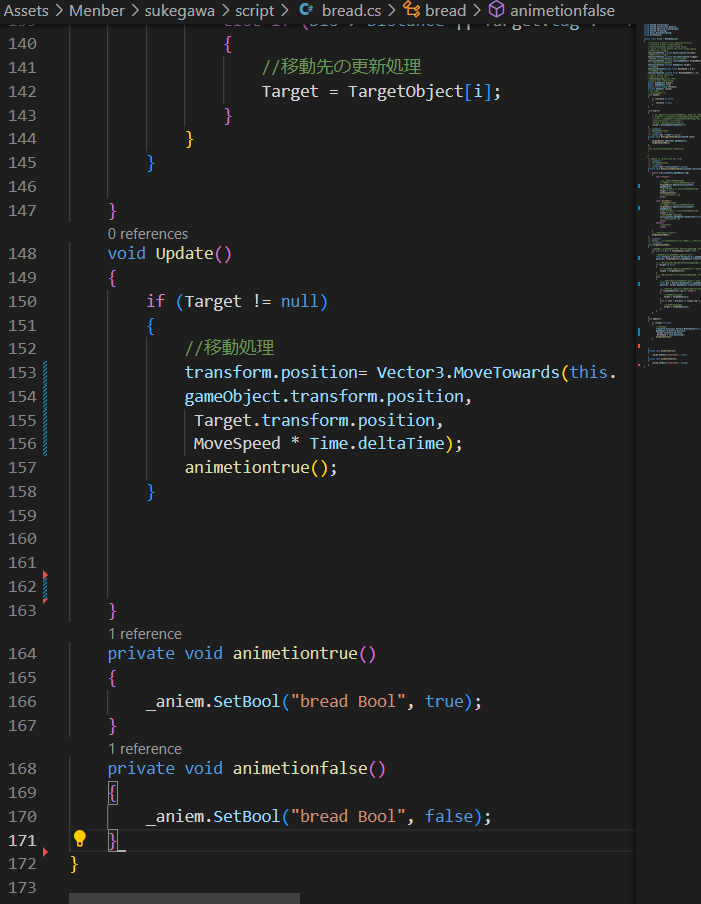 Assets > Menber > sukegawa > script > bread.cs > bread > animetionfalse
140 {
141 //移動先の更新処理
142 Target = TargetObject[i];
143 }
144 }
145 }
146
147 }
0 references
148 void Update()
149 {
150 if (Target != null)
151 {
152 //移動処理
153 transform.position= Vector3.MoveTowards(this.
154 gameObject.transform.position,
155 Target.transform.position,
156 MoveSpeed * Time.deltaTime);
157 animetiontrue();
158 }
159
160
161
162
163 }
1 reference
164 private void animetiontrue()
165 {
166 _aniem.SetBool("bread Bool", true);
167 }
1 reference
168 private void animetionfalse()
169 {
170 _aniem.SetBool("bread Bool", false);
171 }
172 }
173